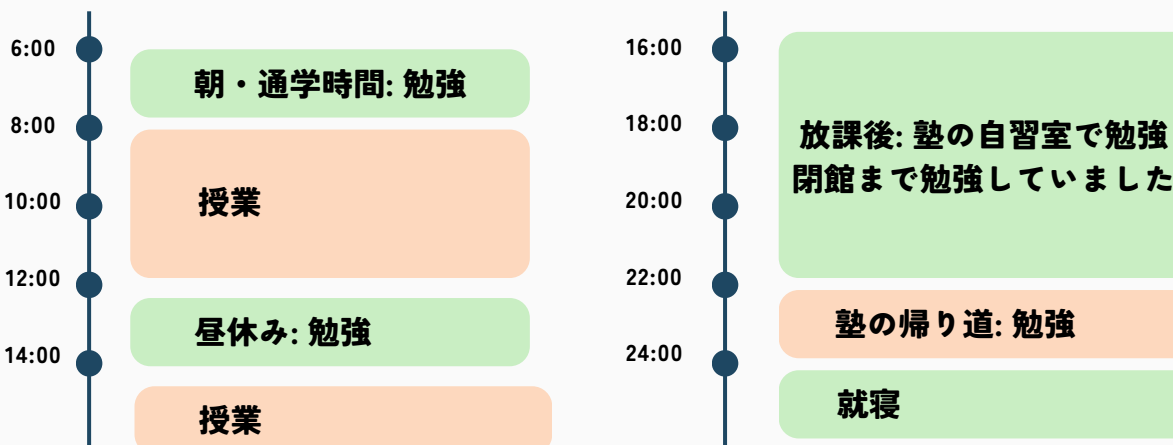 6:00
朝・通学時間: 勉強
8:00
授業
10:00
12:00
昼休み: 勉強
14:00
授業
16:00
18:00
放課後: 塾の自習室で勉強
閉館まで勉強していました
20:00
22:00
塾の帰り道: 勉強
24:00
就寝